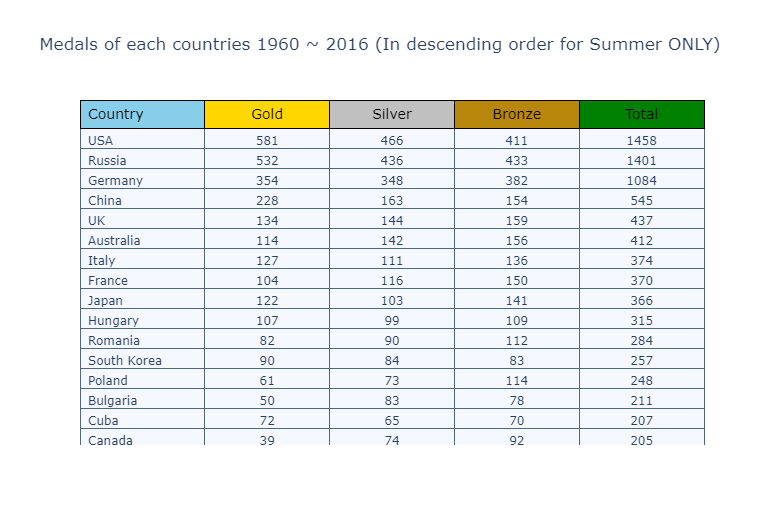 Medals of each countries 1960 ~ 2016 (In descending order for Summer ONLY)
Country Gold Silver Bronze Total
USA 581 466 411 1458
Russia 532 436 433 1401
Germany 354 348 382 1084
China 228 163 154 545
UK 134 144 159 437
Australia 114 142 156 412
Italy 127 111 136 374
France 104 116 150 370
Japan 122 103 141 366
Hungary 107 99 109 315
Romania 82 90 112 284
South Korea 90 84 83 257
Poland 61 73 114 248
Bulgaria 50 83 78 211
Cuba 72 65 70 207
Canada 39 74 92 205